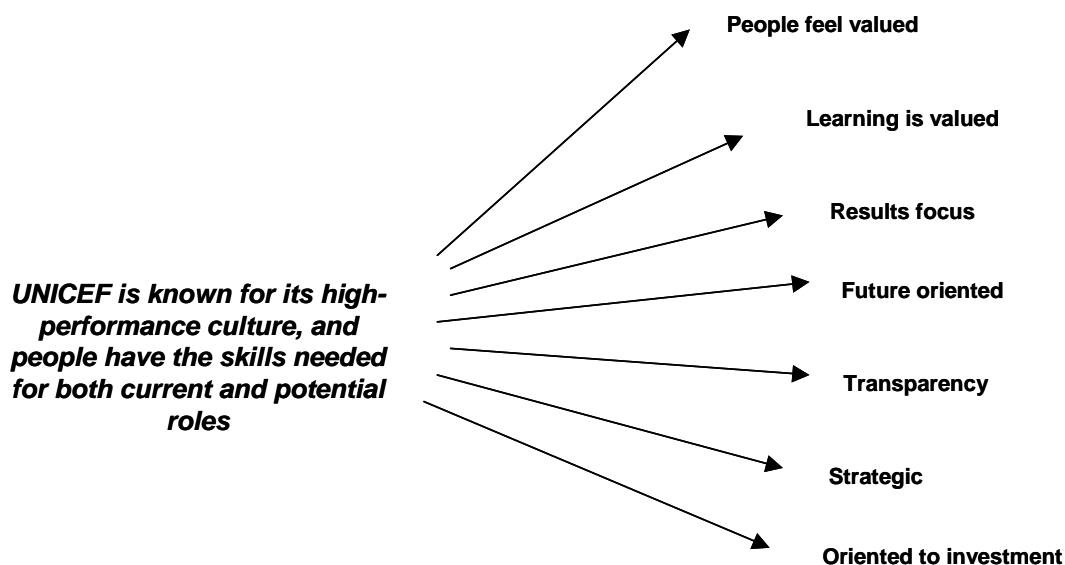 People feel valued
Learning is valued
Results focus
UNICEF is known for its high-
performance culture, and
people have the skills needed
for both current and potential
roles
Future oriented
Transparency
Strategic
Oriented to investment